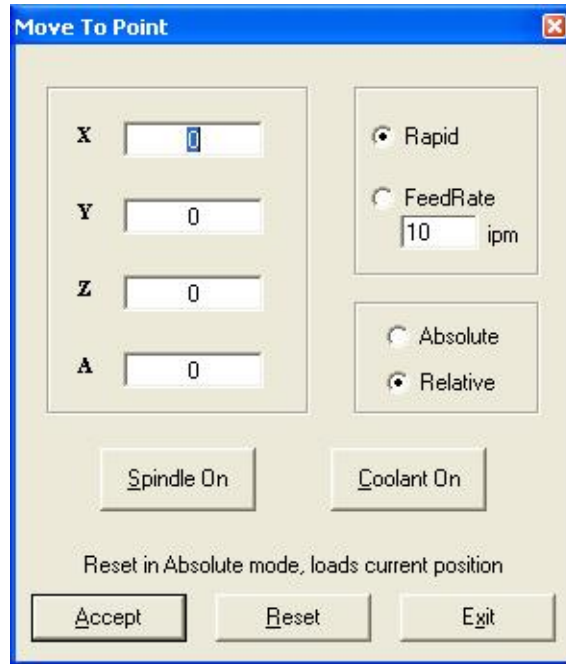 Move To Point
X 0
Rapid
Y 0
FeedRate
10 ipm
Z 0
Absolute
A 0
Relative
Spindle On
Coolant On
Reset in Absolute mode, loads current position
Accept
Reset
Exit